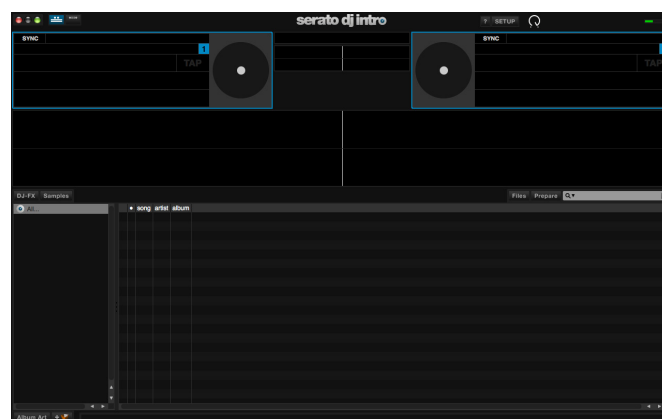 serato dj intro
? SETUP
SYNC
SYNC
1
TAP
TAP
DJ-FX Samples
Files Prepare
All...
song artist album
Album Art